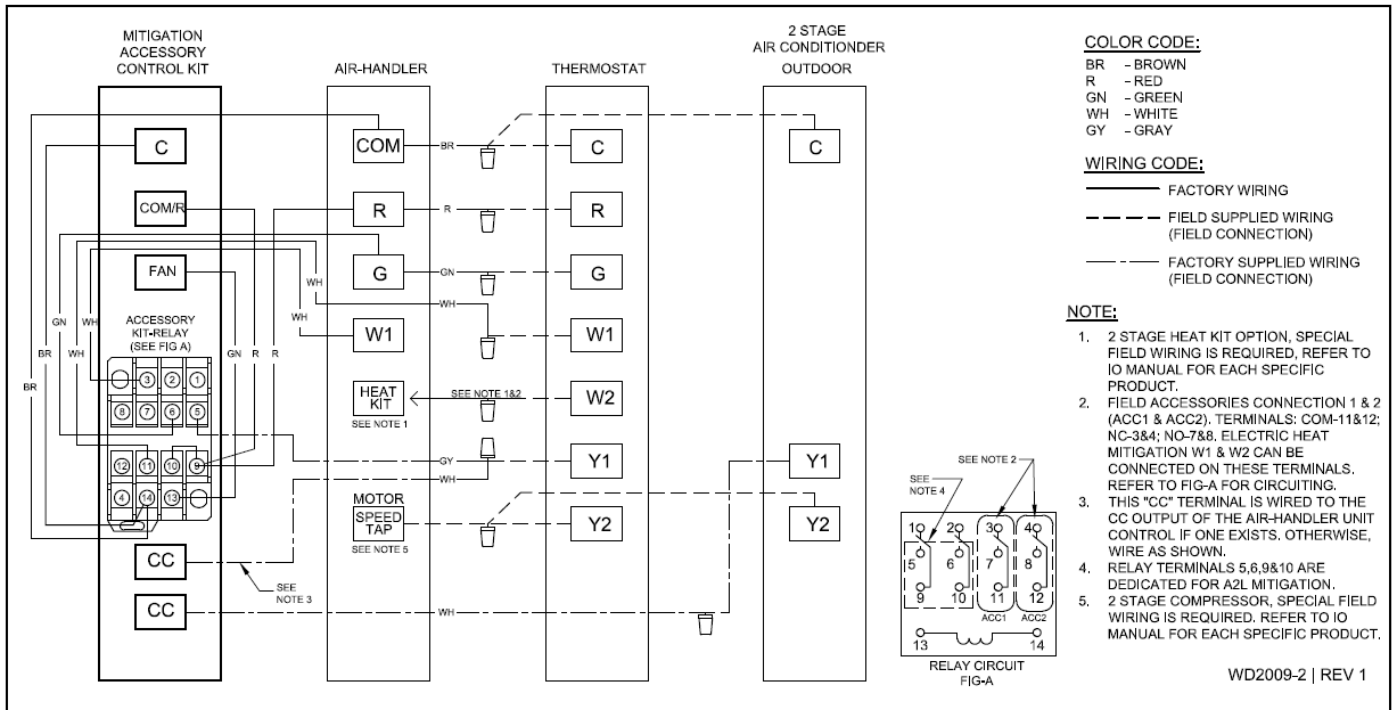 MITIGATION
ACCESSORY
CONTROL KIT
AIR-HANDLER
THERMOSTAT
2 STAGE
AIR CONDITIONDER
OUTDOOR
C
COM
BR
C
C
COM/R
R
R
R
FAN
G
GN
G
WH
WH
WH
W1
W1
GN
WH
ACCESSORY
KIT-RELAY
(SEE FIG A)
BR
WH
GN
R
R
BR
3
2
1
8
7
6
5
12
11
10
9
4
14
13
HEAT
KIT
SEE NOTE 1
SEE NOTE 1&2
W2
GY
WH
Y1
Y1
MOTOR
SPEED
TAP
SEE NOTE 5
Y2
Y2
CC
SEE
NOTE 3
CC
WH
COLOR CODE:
BR - BROWN
R - RED
GN - GREEN
WH - WHITE
GY - GRAY
WIRING CODE:
FACTORY WIRING
FIELD SUPPLIED WIRING
(FIELD CONNECTION)
FACTORY SUPPLIED WIRING
(FIELD CONNECTION)
NOTE:
1. 2 STAGE HEAT KIT OPTION, SPECIAL
FIELD WIRING IS REQUIRED, REFER TO
IO MANUAL FOR EACH SPECIFIC
PRODUCT.
2. FIELD ACCESSORIES CONNECTION 1 & 2
(ACC1 & ACC2). TERMINALS: COM-11&12;
NC-3&4; NO-7&8. ELECTRIC HEAT
MITIGATION W1 & W2 CAN BE
CONNECTED ON THESE TERMINALS.
REFER TO FIG-A FOR CIRCUITING.
3. THIS "CC" TERMINAL IS WIRED TO THE
CC OUTPUT OF THE AIR-HANDLER UNIT
CONTROL IF ONE EXISTS. OTHERWISE,
WIRE AS SHOWN.
4. RELAY TERMINALS 5,6,9&10 ARE
DEDICATED FOR A2L MITIGATION.
5. 2 STAGE COMPRESSOR, SPECIAL FIELD
WIRING IS REQUIRED. REFER TO IO
MANUAL FOR EACH SPECIFIC PRODUCT.
SEE NOTE 2
SEE
NOTE 4
1 2 3 4
5 6 7 8
9 10 11 12
ACC1 ACC2
13 14
RELAY CIRCUIT
FIG-A
WD2009-2 | REV 1